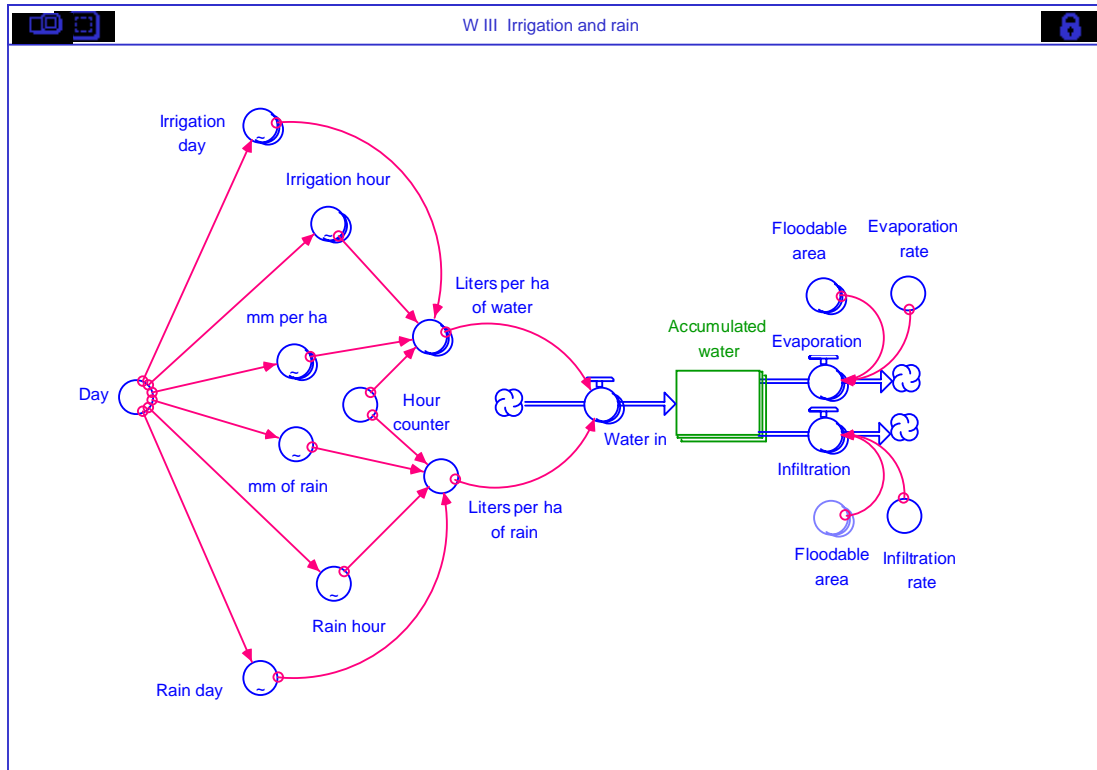 W III Irrigation and rain
Irrigation
day
Irrigation hour
Floodable
area
Evaporation
rate
Liters per ha
of water
mm per ha
Accumulated
water
Evaporation
Day
Hour
counter
Water in
Infiltration
mm of rain
Liters per ha
of rain
Floodable
area
Infiltration
rate
Rain hour
Rain day
~
~
~
~
~
~